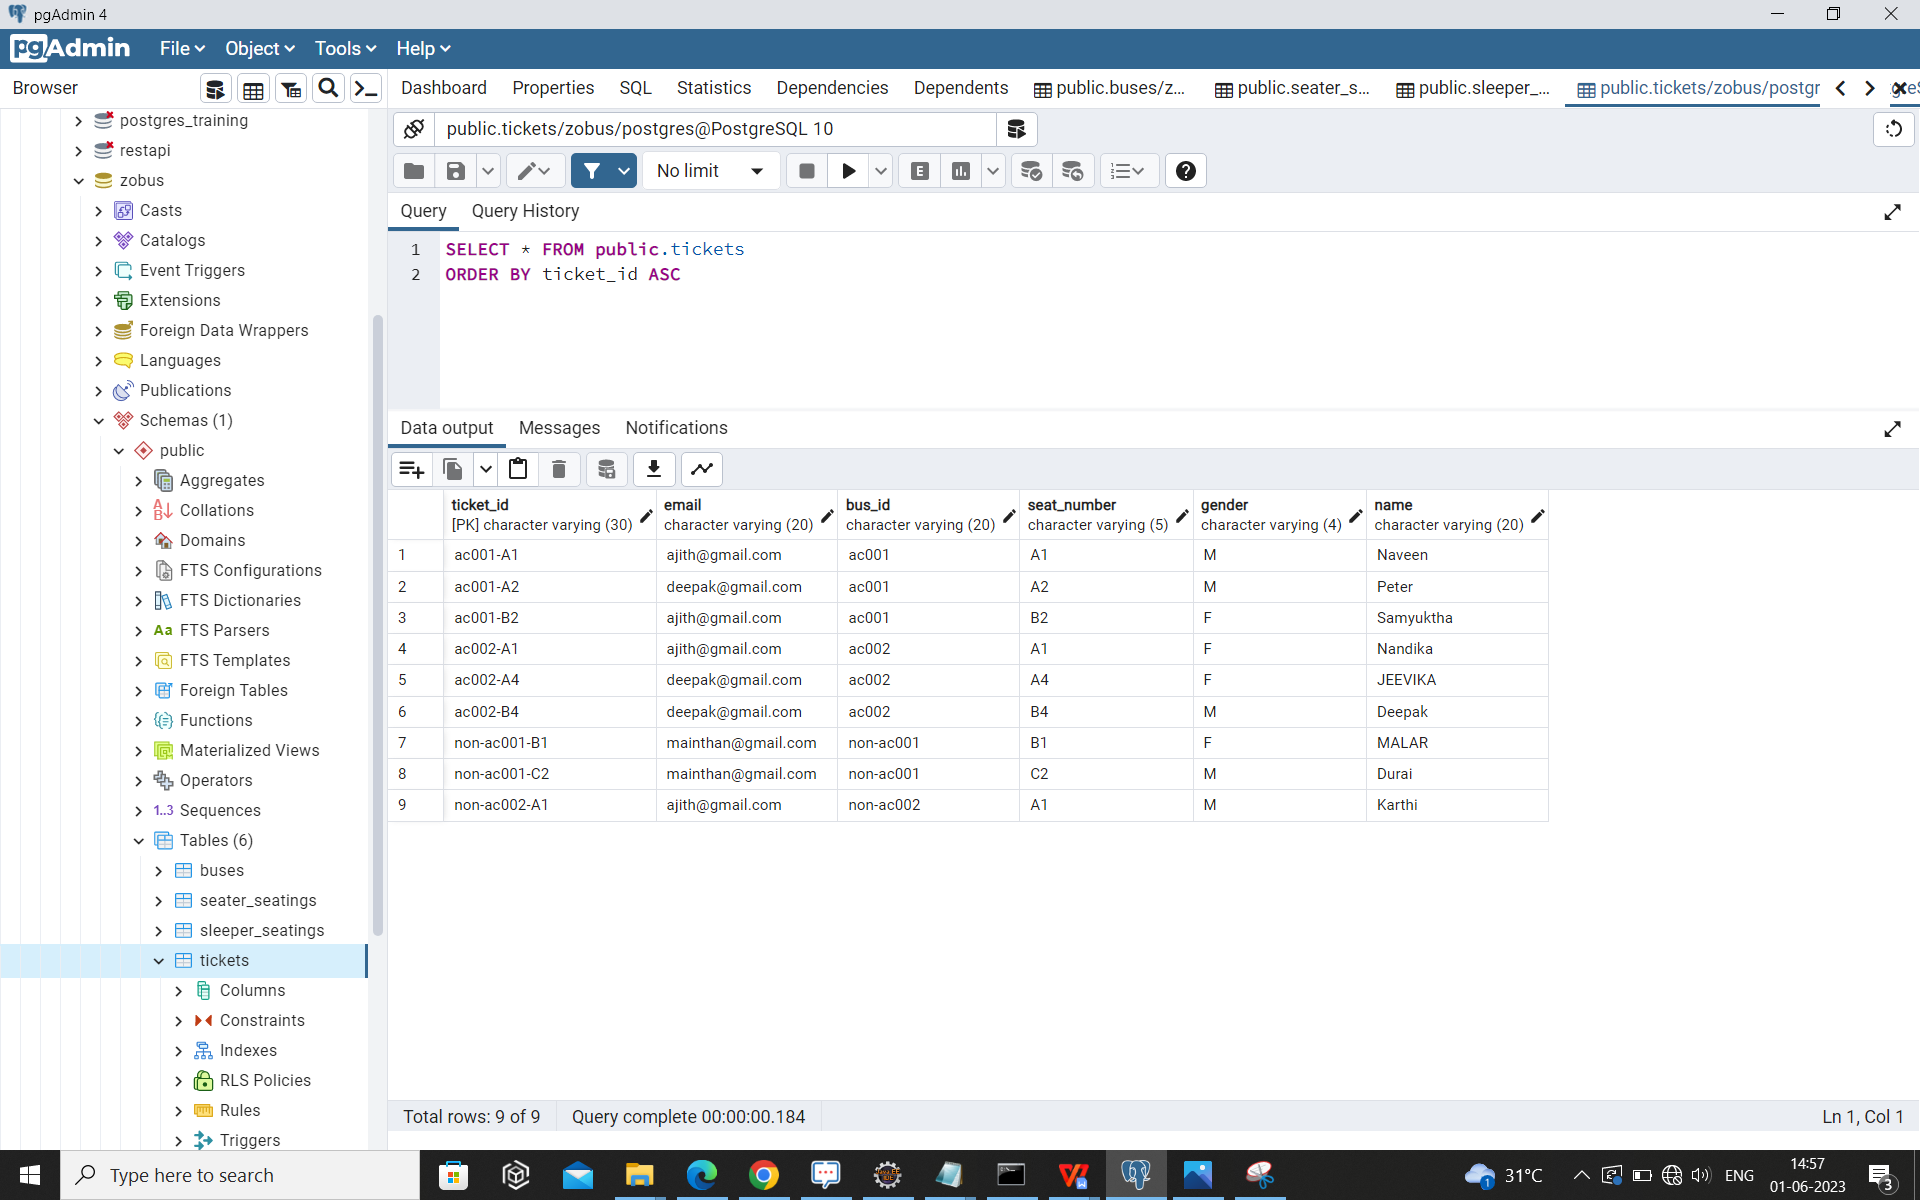 pgAdmin 4
pgAdmin File Object Tools Help
Browser
Dashboard Properties SQL Statistics Dependencies Dependents public.buses/z... public.seater_s... public.sleeper_... public.tickets/zobus/postgr
postgres_training
restapi
zobus
Casts
Catalogs
Event Triggers
Extensions
Foreign Data Wrappers
Languages
Publications
Schemas (1)
public
Aggregates
Collations
Domains
FTS Configurations
FTS Dictionaries
Aa FTS Parsers
FTS Templates
Foreign Tables
Functions
Materialized Views
Operators
1..3 Sequences
Tables (6)
buses
seater_seatings
sleeper_seatings
tickets
Columns
Constraints
Indexes
RLS Policies
Rules
Triggers
public.tickets/zobus/postgres@PostgreSQL 10
No limit
E
Query Query History
1 SELECT * FROM public.tickets
2 ORDER BY ticket_id ASC
Data output Messages Notifications
ticket_id email bus_id seat_number gender name
[PK] character varying (30) character varying (20) character varying (20) character varying (5) character varying (4) character varying (20)
1 ac001-A1 ajith@gmail.com ac001 A1 M Naveen
2 ac001-A2 deepak@gmail.com ac001 A2 M Peter
3 ac001-B2 ajith@gmail.com ac001 B2 F Samyuktha
4 ac002-A1 ajith@gmail.com ac002 A1 F Nandika
5 ac002-A4 deepak@gmail.com ac002 A4 F JEEVIKA
6 ac002-B4 deepak@gmail.com ac002 B4 M Deepak
7 non-ac001-B1 mainthan@gmail.com non-ac001 B1 F MALAR
8 non-ac001-C2 mainthan@gmail.com non-ac001 C2 M Durai
9 non-ac002-A1 ajith@gmail.com non-ac002 A1 M Karthi
Total rows: 9 of 9 Query complete 00:00:00.184 Ln 1, Col 1
Type here to search 1 31°C ENG 14:57
01-06-2023 3